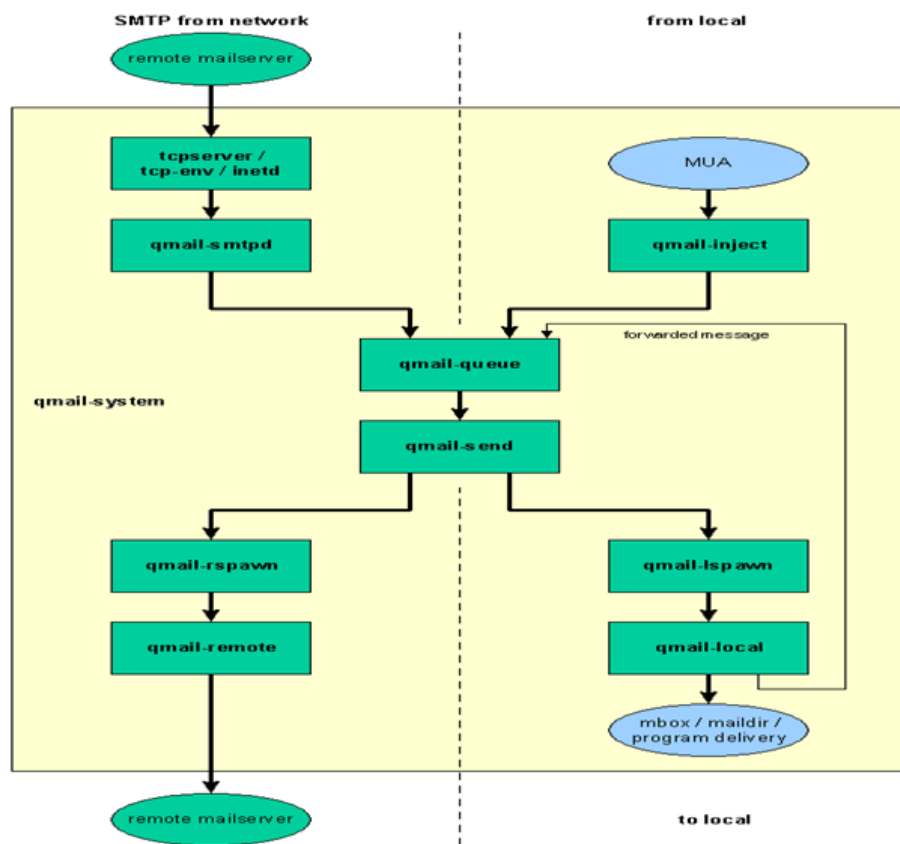 SMTP from network
from local
remote mailserver
tcpserver /
tcp-env / inetd
MUA
qmail-smtpd
qmail-inject
forwarded message
qmail-queue
qmail-system
qmail-send
qmail-rspawn
qmail-lspawn
qmail-remote
qmail-local
mbox / maildir /
program delivery
remote mailserver
to local